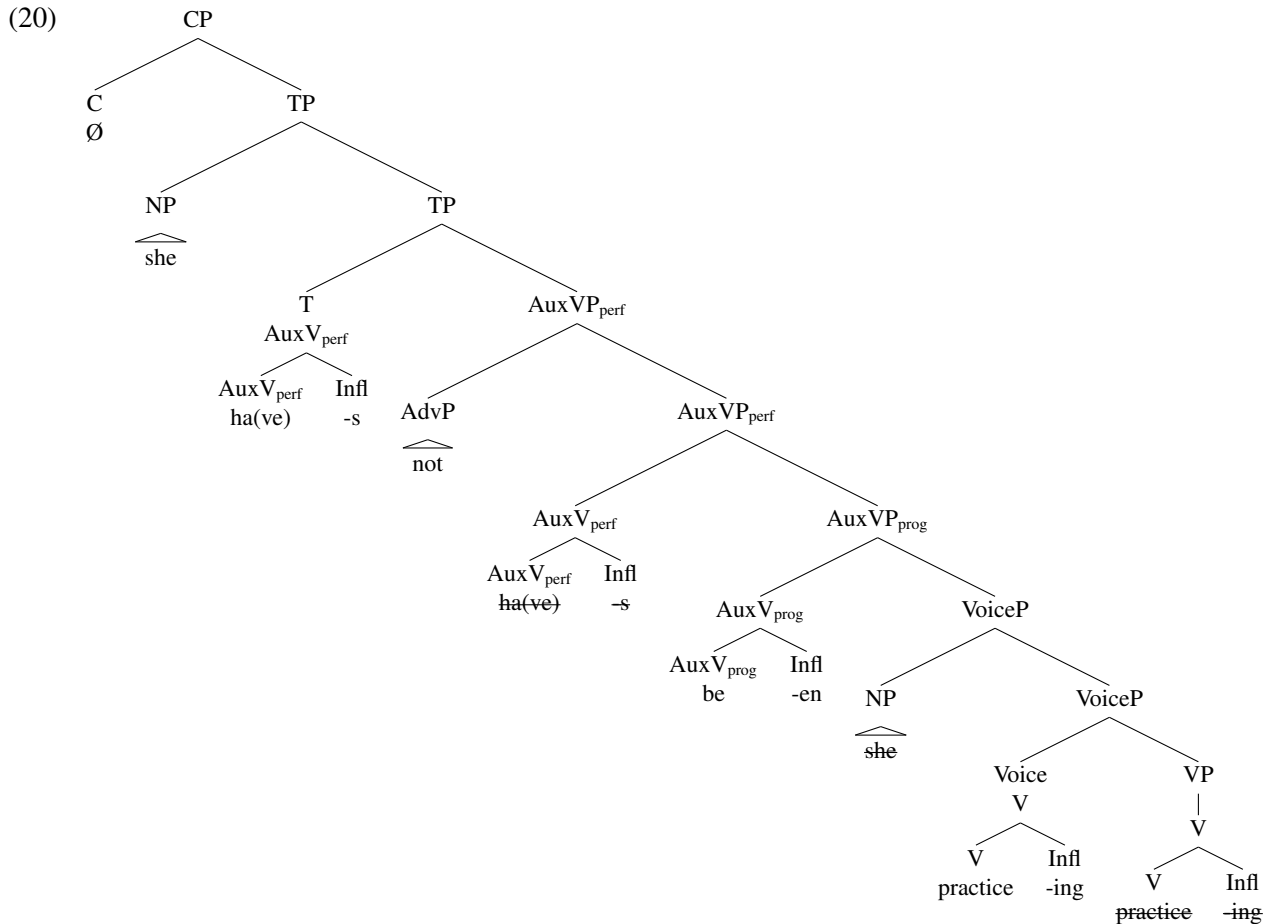 (20)
CP
C TP
Ø
NP TP
she
T AuxVPperf
AuxVperf
AuxVperf Infl AdvP AuxVPperf
ha(ve) -s
not
AuxVperf AuxVPprog
AuxVperf Infl
ha(ve) -s
AuxVprog VoiceP
AuxVprog Infl
be -en NP VoiceP
she
Voice VP
V
V
V Infl
practice -ing
V Infl
practice -ing